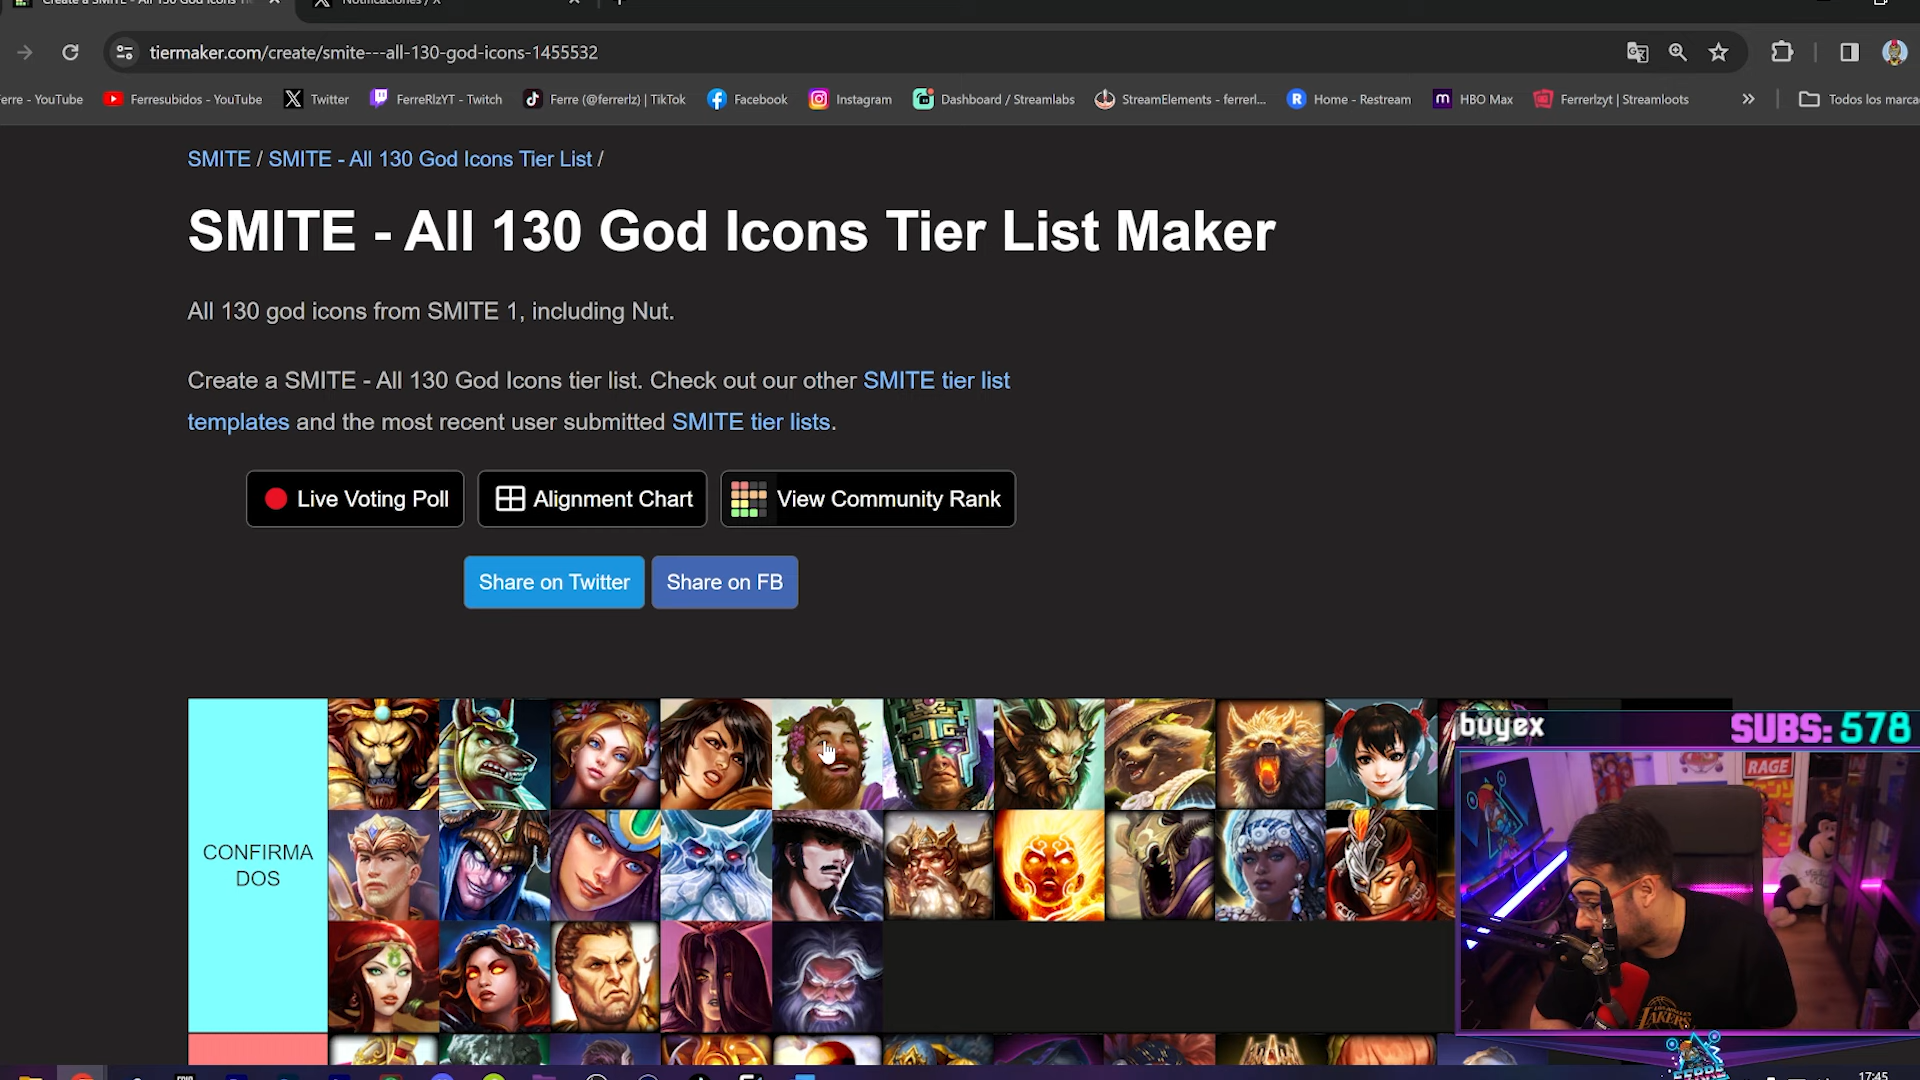 Notificaciones / X
tiermaker.com/create/smite---all-130-god-icons-1455532
erre - YouTube
Ferresubidos - YouTube
Twitter
FerreRlzYT - Twitch
Ferre (@ferrerlz) | TikTok
Facebook
Instagram
Dashboard / Streamlabs
StreamElements - ferrerl...
Home - Restream
HBO Max
Ferrerlzyt | Streamloots
Todos los marca
SMITE / SMITE - All 130 God Icons Tier List /
SMITE - All 130 God Icons Tier List Maker
All 130 god icons from SMITE 1, including Nut.
Create a SMITE - All 130 God Icons tier list. Check out our other SMITE tier list
templates and the most recent user submitted SMITE tier lists.
Live Voting Poll
Alignment Chart
View Community Rank
Share on Twitter
Share on FB
CONFIRMA
DOS
buyex
SUBS: 578
RAGE
LAKERS
FERRE
17:45